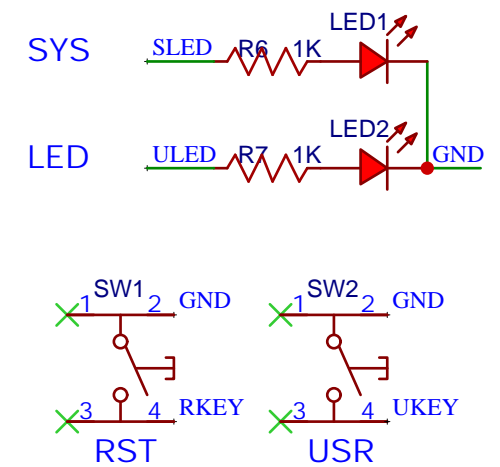 LED1
SYS SLED R6 1K
LED2
LED ULED R7 1K GND
SW1 SW2
1 2 GND 1 2 GND
3 4 RKEY 3 4 UKEY
RST USR